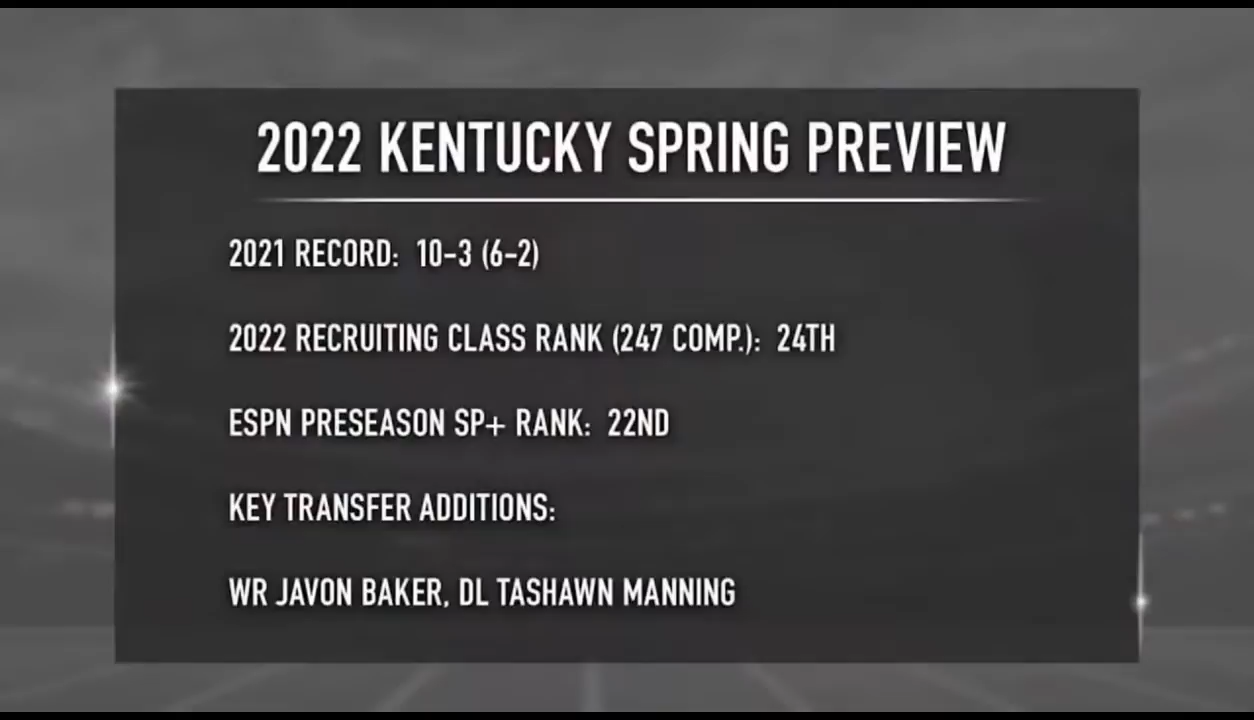 2022 KENTUCKY SPRING PREVIEW
2021 RECORD: 10-3 (6-2)
2022 RECRUITING CLASS RANK (247 COMP.): 24TH
ESPN PRESEASON SP+ RANK: 22ND
KEY TRANSFER ADDITIONS:
WR JAVON BAKER, DL TASHAWN MANNING